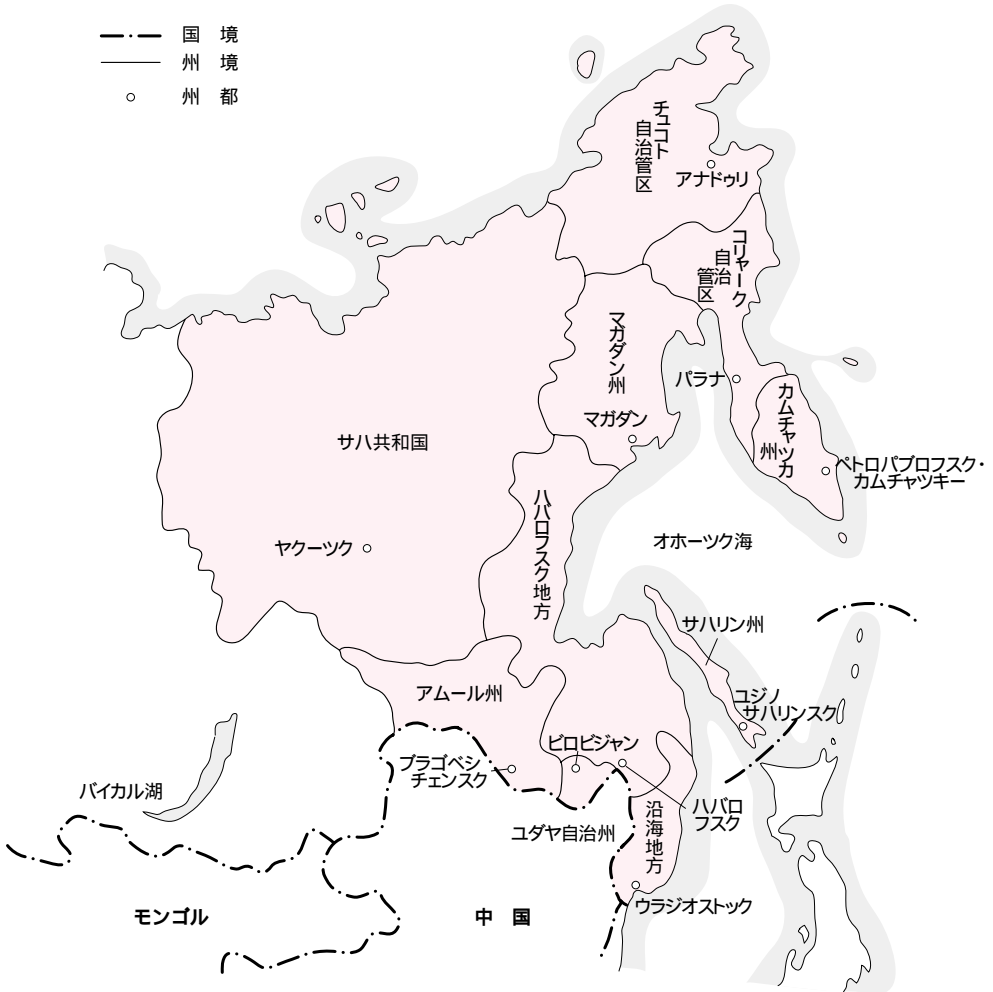 国 境
州 境
州 都
チュコト
自治管区
アナドゥリ
コリャーク
自治
管区
マガダン州
パラナ
マガダン
カムチャツカ
州
サハ共和国
ペトロパブロフスク・
カムチャツキー
ハバロフスク地方
ヤクーツク
オホーツク海
サハリン州
アムール州
ユジノ
サハリンスク
ビロビジャン
ブラゴベシ
チェンスク
バイカル湖
ハバロ
フスク
ユダヤ自治州
沿海地方
ウラジオストック
モンゴル
中 国